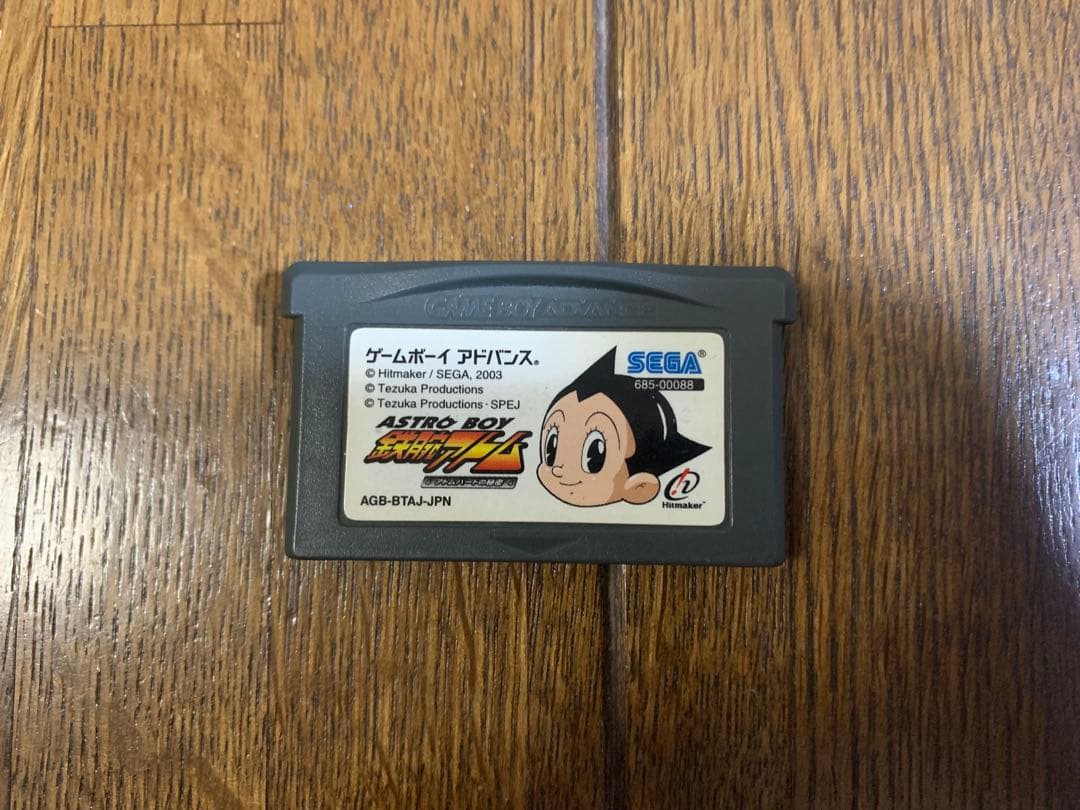 GAME BOY ADVANCE
ゲームボーイ アドバンス®
© Hitmaker / SEGA, 2003
© Tezuka Productions
© Tezuka Productions・SPEJ
ASTRO BOY
鉄腕アトム
アトムハートの秘密
AGB-BTAJ-JPN
SEGA®
685-00088
Hitmaker™